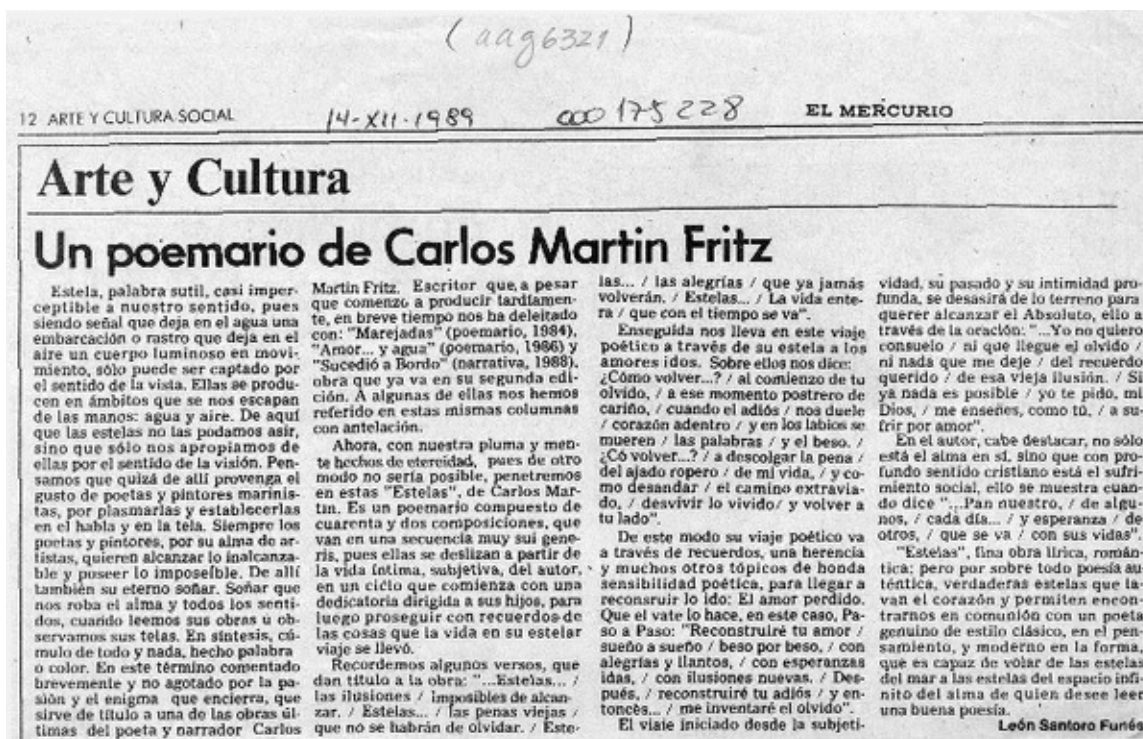 (aag6321)
12 ARTE Y CULTURA SOCIAL 14-XII-1989 000175228 EL MERCURIO
Arte y Cultura
Un poemario de Carlos Martin Fritz
Estela, palabra sutil, casi imper-
ceptible a nuestro sentido, pues
siendo señal que deja en el agua una
embarcación o rastro que deja en el
aire un cuerpo luminoso en movi-
miento, sólo puede ser captado por
el sentido de la vista. Ellas se produ-
cen en ámbitos que se nos escapan
de las manos: agua y aire. De aquí
que las estelas no las podamos asir,
sino que sólo nos apropiamos de
ellas por el sentido de la visión. Pen-
samos que quizá de allí provenga el
gusto de poetas y pintores marinis-
tas, por plasmarlas y establecerlas
en el habla y en la tela. Siempre los
poetas y pintores, por su alma de ar-
tistas, quieren alcanzar lo inalcanza-
ble y poseer lo imposeíble. De allí
también su eterno soñar. Soñar que
nos roba el alma y todos los senti-
dos, cuando leemos sus obras u ob-
servamos sus telas. En síntesis, cú-
mulo de todo y nada, hecho palabra
o color. En este término comentado
brevemente y no agotado por la pa-
sión y el enigma que encierra, que
sirve de título a una de las obras úl-
timas del poeta y narrador Carlos
Martin Fritz. Escritor que, a pesar
que comenzo a producir tardiamen-
te, en breve tiempo nos ha deleitado
con: "Marejadas" (poemario, 1984),
"Amor... y agua" (poemario, 1986) y
"Sucedió a Bordo" (narrativa, 1988),
obra que ya va en su segunda edi-
ción. A algunas de ellas nos hemos
referido en estas mismas columnas
con antelación.
Ahora, con nuestra pluma y men-
te hechos de etereidad, pues de otro
modo no sería posible, penetremos
en estas "Estelas", de Carlos Mar-
tin. Es un poemario compuesto de
cuarenta y dos composiciones, que
van en una secuencia muy sui gene-
ris, pues ellas se deslizan a partir de
la vida íntima, subjetiva, del autor,
en un ciclo que comienza con una
dedicatoria dirigida a sus hijos, para
luego proseguir con recuerdos de
las cosas que la vida en su estelar
viaje se llevó.
Recordemos algunos versos, que
dan título a la obra: "...Estelas... /
las ilusiones / imposibles de alcan-
zar. / Estelas... / las penas viejas /
que no se habrán de olvidar. / Este-
las... / las alegrías / que ya jamás
volverán. / Estelas... / La vida ente-
ra / que con el tiempo se va".
Enseguida nos lleva en este viaje
poético a través de su estela a los
amores idos. Sobre ellos nos dice:
¿Cómo volver...? / al comienzo de tu
olvido, / a ese momento postrero de
cariño, / cuando el adiós / nos duele
/ corazón adentro / y en los labios se
mueren / las palabras / y el beso. /
¿Có volver...? / a descolgar la pena /
del ajado ropero / de mi vida, / y co-
mo desandar / el camino extravia-
do, / desvivir lo vivido/ y volver a
tu lado".
De este modo su viaje poético va
a través de recuerdos, una herencia
y muchos otros tópicos de honda
sensibilidad poética, para llegar a
reconsruir lo ido: El amor perdido.
Que el vate lo hace, en este caso, Pa-
so a Paso: "Reconstruiré tu amor /
sueño a sueño / beso por beso, / con
alegrías y llantos, / con esperanzas
idas, / con ilusiones nuevas. / Des-
pués, / reconstruiré tu adiós / y en-
toncés... / me inventaré el olvido".
El viaje iniciado desde la subjeti-
vidad, su pasado y su intimidad pro-
funda, se desasirá de lo terreno para
querer alcanzar el Absoluto, ello a
través de la oración: "...Yo no quiero
consuelo / ni que llegue el olvido /
ni nada que me deje / del recuerdo
querido / de esa vieja ilusión. / Si
ya nada es posible / yo te pido, mi
Dios, / me enseñes, como tú, / a su-
frir por amor".
En el autor, cabe destacar, no sólo
está el alma en sí, sino que con pro-
fundo sentido cristiano está el sufri-
miento social, ello se muestra cuan-
do dice "...Pan nuestro, / de algu-
nos, / cada día... / y esperanza / de
otros, / que se va / con sus vidas".
"Estelas", fina obra lírica, román-
tica; pero por sobre todo poesía au-
téntica, verdaderas estelas que la-
van el corazón y permiten encon-
trarnos en comunión con un poeta
genuino de estilo clásico, en el pen-
samiento, y moderno en la forma,
que es capaz de volar de las estelas
del mar a las estelas del espacio infi-
nito del alma de quien desee leer
una buena poesía.
León Santoro Funés